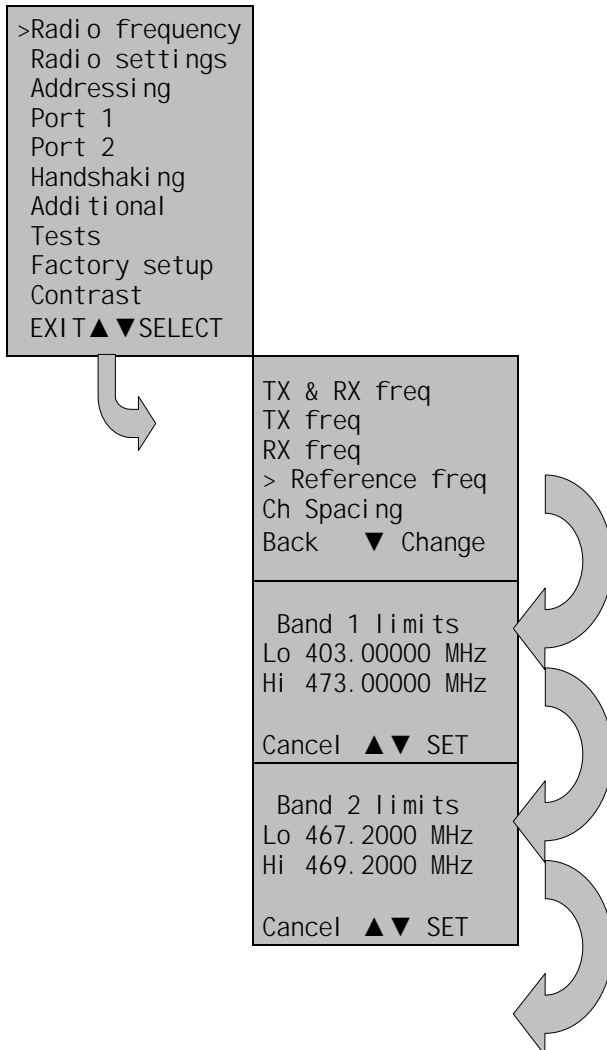 >Radio frequency
Radio settings
Addressing
Port 1
Port 2
Handshaking
Additional
Tests
Factory setup
Contrast
EXIT▲ ▼SELECT
TX & RX freq
TX freq
RX freq
> Reference freq
Ch Spacing
Back ▼ Change
Band 1 limits
Lo 403.00000 MHz
Hi 473.00000 MHz
Cancel ▲▼ SET
Band 2 limits
Lo 467.2000 MHz
Hi 469.2000 MHz
Cancel ▲▼ SET